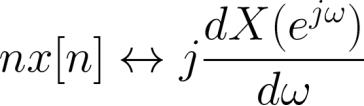 nx[n] ↔ j dX(e^{jω})/dω